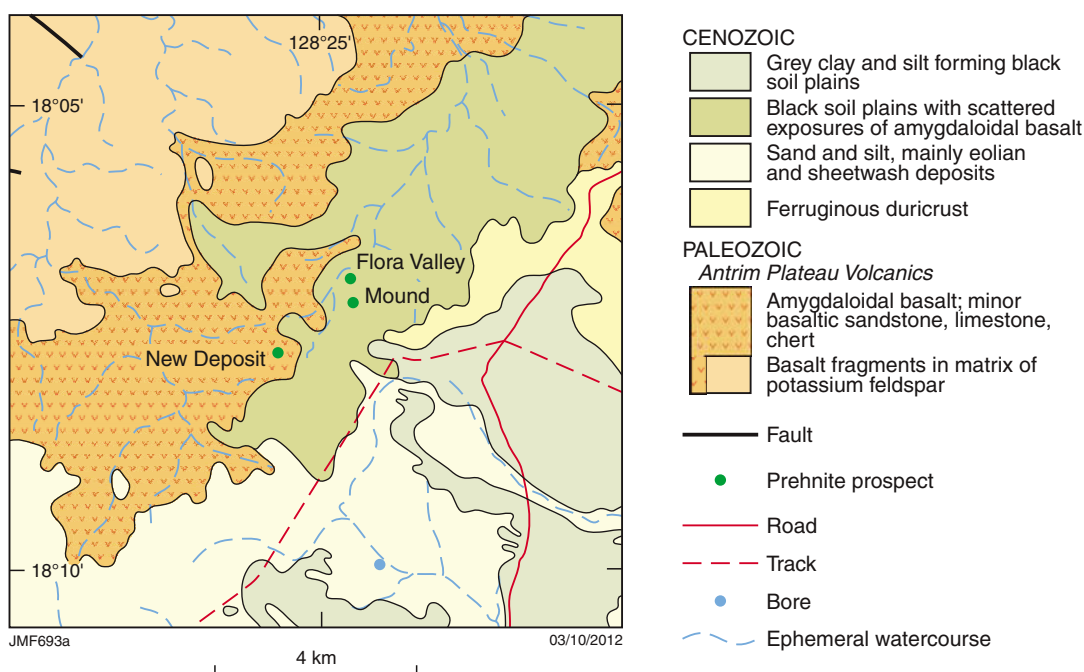 128°25'
18°05'
Flora Valley
Mound
New Deposit
18°10'
JMF693a
03/10/2012
4 km
CENOZOIC
Grey clay and silt forming black
soil plains
Black soil plains with scattered
exposures of amygdaloidal basalt
Sand and silt, mainly eolian
and sheetwash deposits
Ferruginous duricrust
PALEOZOIC
Antrim Plateau Volcanics
Amygdaloidal basalt; minor
basaltic sandstone, limestone,
chert
Basalt fragments in matrix of
potassium feldspar
Fault
Prehnite prospect
Road
Track
Bore
Ephemeral watercourse